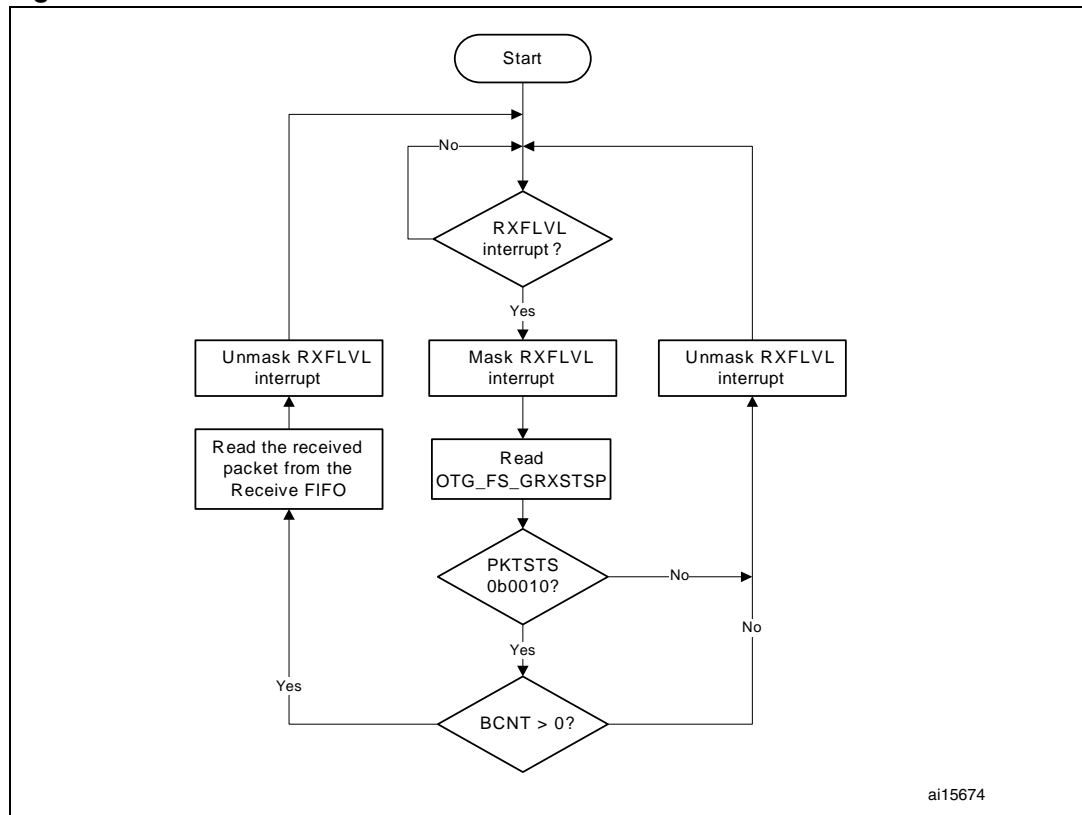 Start
No
RXFLVL
interrupt ?
Yes
Unmask RXFLVL
interrupt
Mask RXFLVL
interrupt
Unmask RXFLVL
interrupt
Read the received
packet from the
Receive FIFO
Read
OTG_FS_GRXSTSP
PKTSTS
0b0010?
No
No
Yes
Yes
BCNT > 0?
ai15674